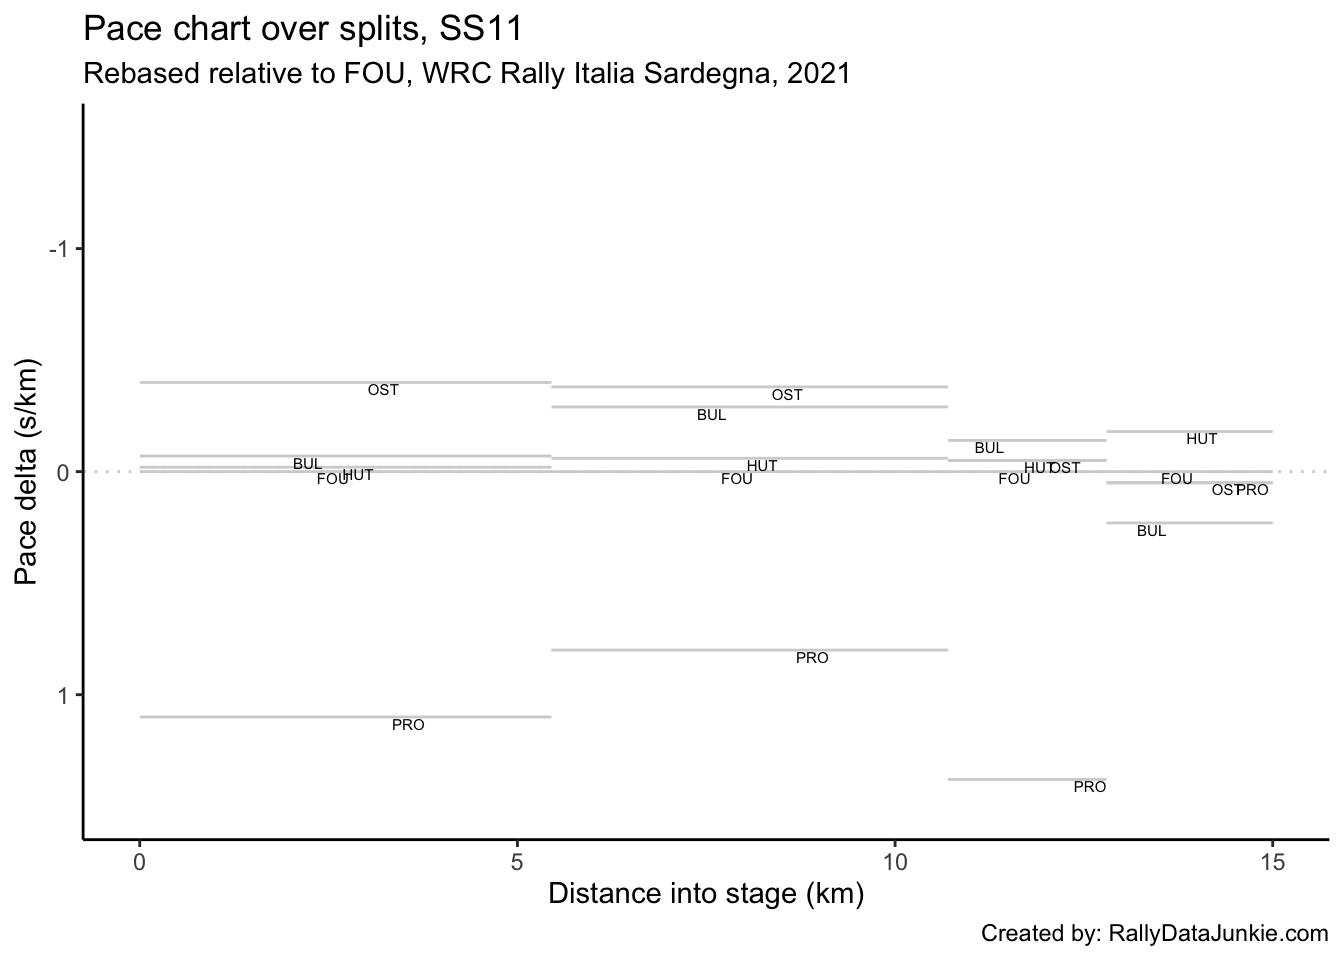 Pace chart over splits, SS11
Rebased relative to FOU, WRC Rally Italia Sardegna, 2021
Pace delta (s/km)
-1
0
1
OST
OST
BUL
BUL
HUT
BUL
HUT
FOU
HUT
FOU
HUT
OST
FOU
FOU
OST
PRO
BUL
PRO
PRO
PRO
0
5
10
15
Distance into stage (km)
Created by: RallyDataJunkie.com